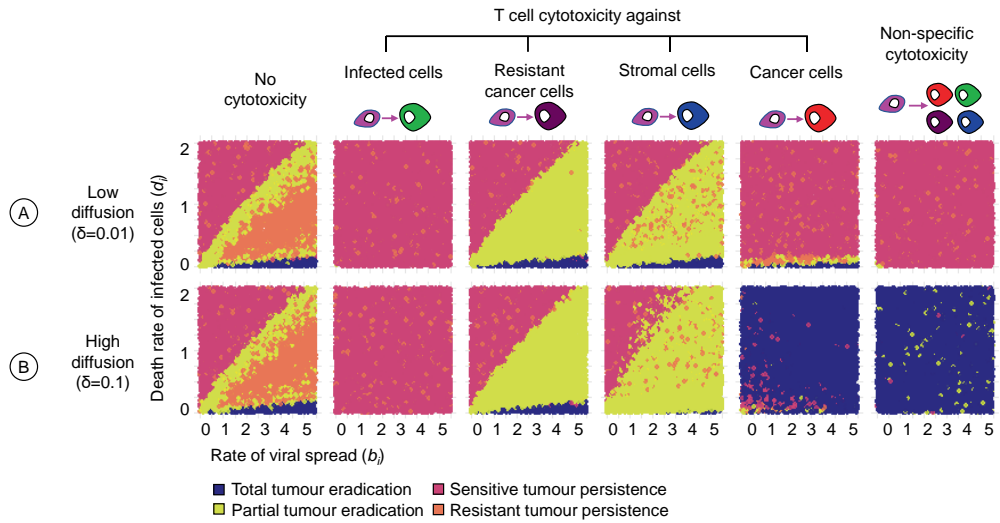 T cell cytotoxicity against
Non-specific
cytotoxicity
No
cytotoxicity
Infected cells
Resistant
cancer cells
Stromal cells
Cancer cells
A
Low
diffusion
(δ=0.01)
B
High
diffusion
(δ=0.1)
Death rate of infected cells (di)
2
1
0
2
1
0
0 1 2 3 4 5
0 1 2 3 4 5
0 1 2 3 4 5
0 1 2 3 4 5
0 1 2 3 4 5
0 1 2 3 4 5
Rate of viral spread (bi)
Total tumour eradication
Sensitive tumour persistence
Partial tumour eradication
Resistant tumour persistence